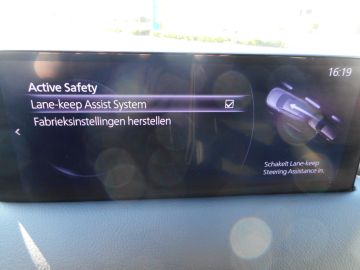 16:19
Active Safety
Lane-keep Assist System
Fabrieksinstellingen herstellen
Schakelt Lane-keep
Steering Assistance in.